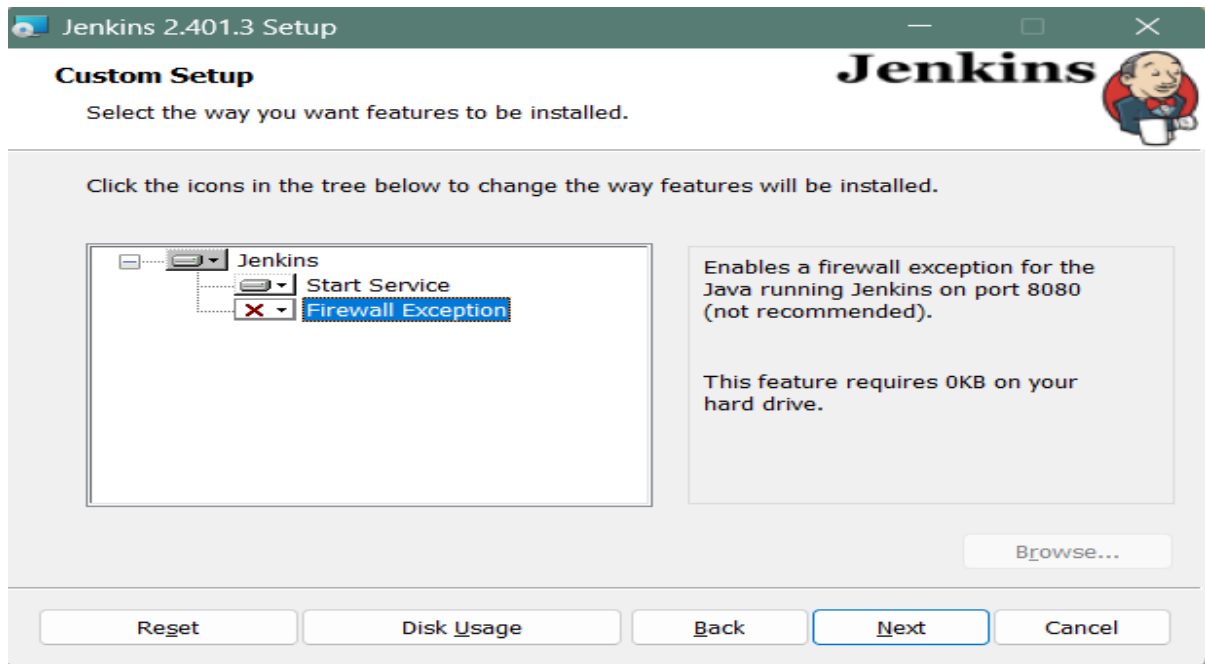 Jenkins 2.401.3 Setup
Custom Setup
Select the way you want features to be installed.
Jenkins
Click the icons in the tree below to change the way features will be installed.
Jenkins
Start Service
Firewall Exception
Enables a firewall exception for the
Java running Jenkins on port 8080
(not recommended).
This feature requires 0KB on your
hard drive.
Browse...
Reset
Disk Usage
Back
Next
Cancel